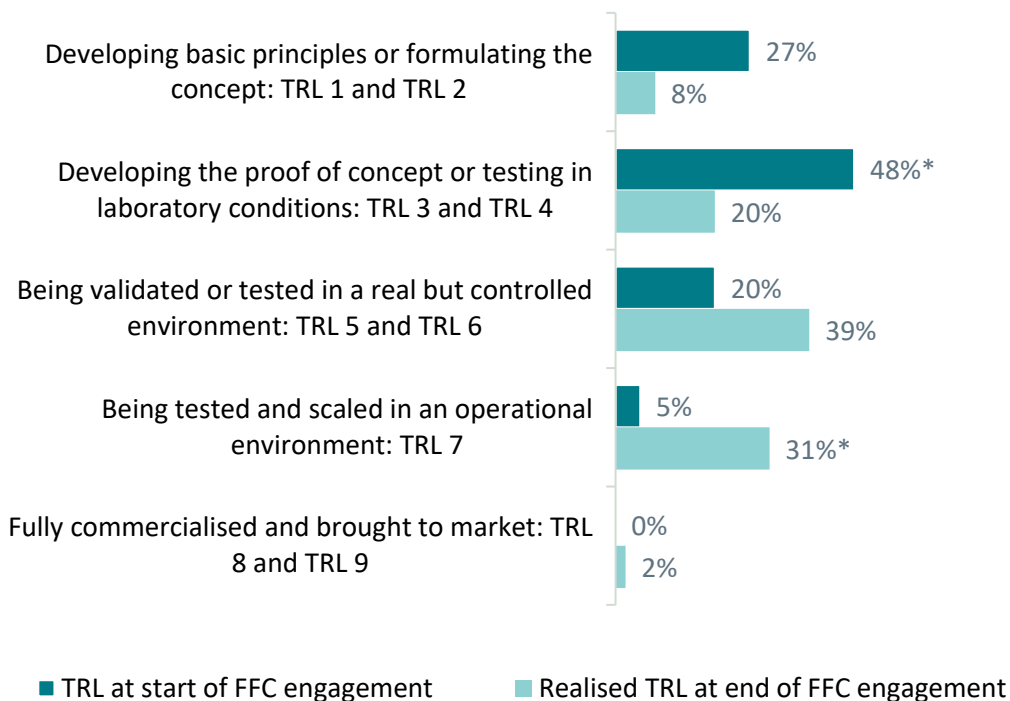 Developing basic principles or formulating the
concept: TRL 1 and TRL 2
27%
8%
Developing the proof of concept or testing in
laboratory conditions: TRL 3 and TRL 4
48%*
20%
Being validated or tested in a real but controlled
environment: TRL 5 and TRL 6
20%
39%
Being tested and scaled in an operational
environment: TRL 7
5%
31%*
Fully commercialised and brought to market: TRL
8 and TRL 9
0%
2%
TRL at start of FFC engagement
Realised TRL at end of FFC engagement